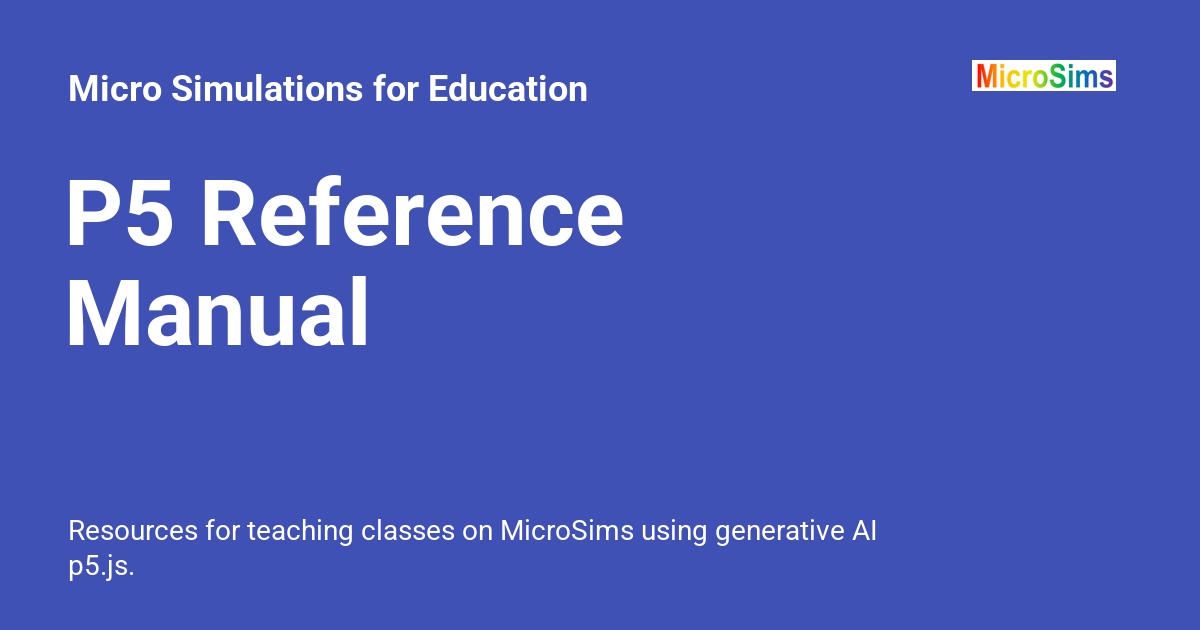 Micro Simulations for Education
MicroSims
P5 Reference
Manual
Resources for teaching classes on MicroSims using generative AI
p5.js.